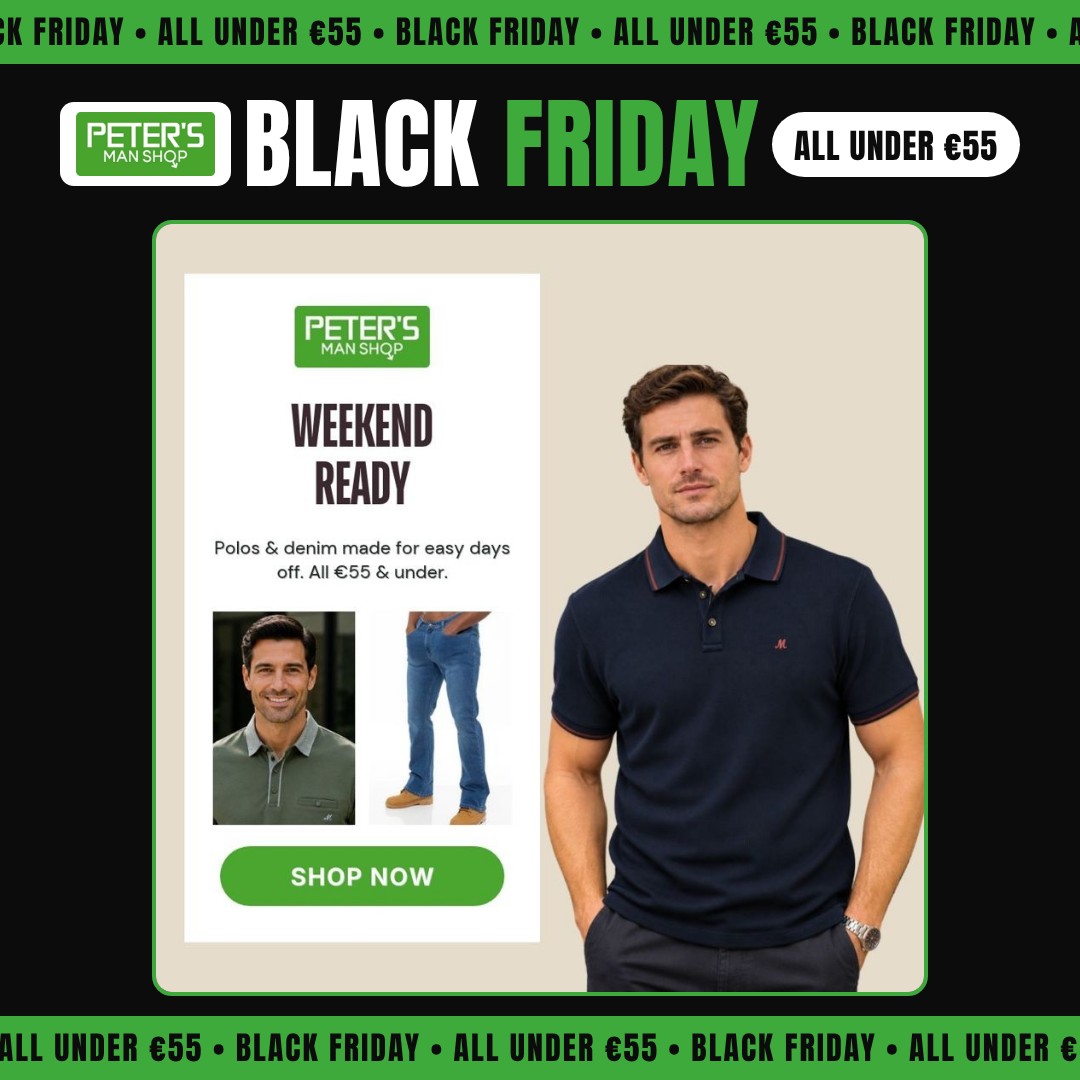 CK FRIDAY • ALL UNDER €55 • BLACK FRIDAY • ALL UNDER €55 • BLACK FRIDAY • A
PETER'S
MAN SHOP
BLACK FRIDAY
ALL UNDER €55
PETER'S
MAN SHOP
WEEKEND
READY
Polos & denim made for easy days
off. All €55 & under.
M
M
SHOP NOW
ALL UNDER €55 • BLACK FRIDAY • ALL UNDER €55 • BLACK FRIDAY • ALL UNDER €